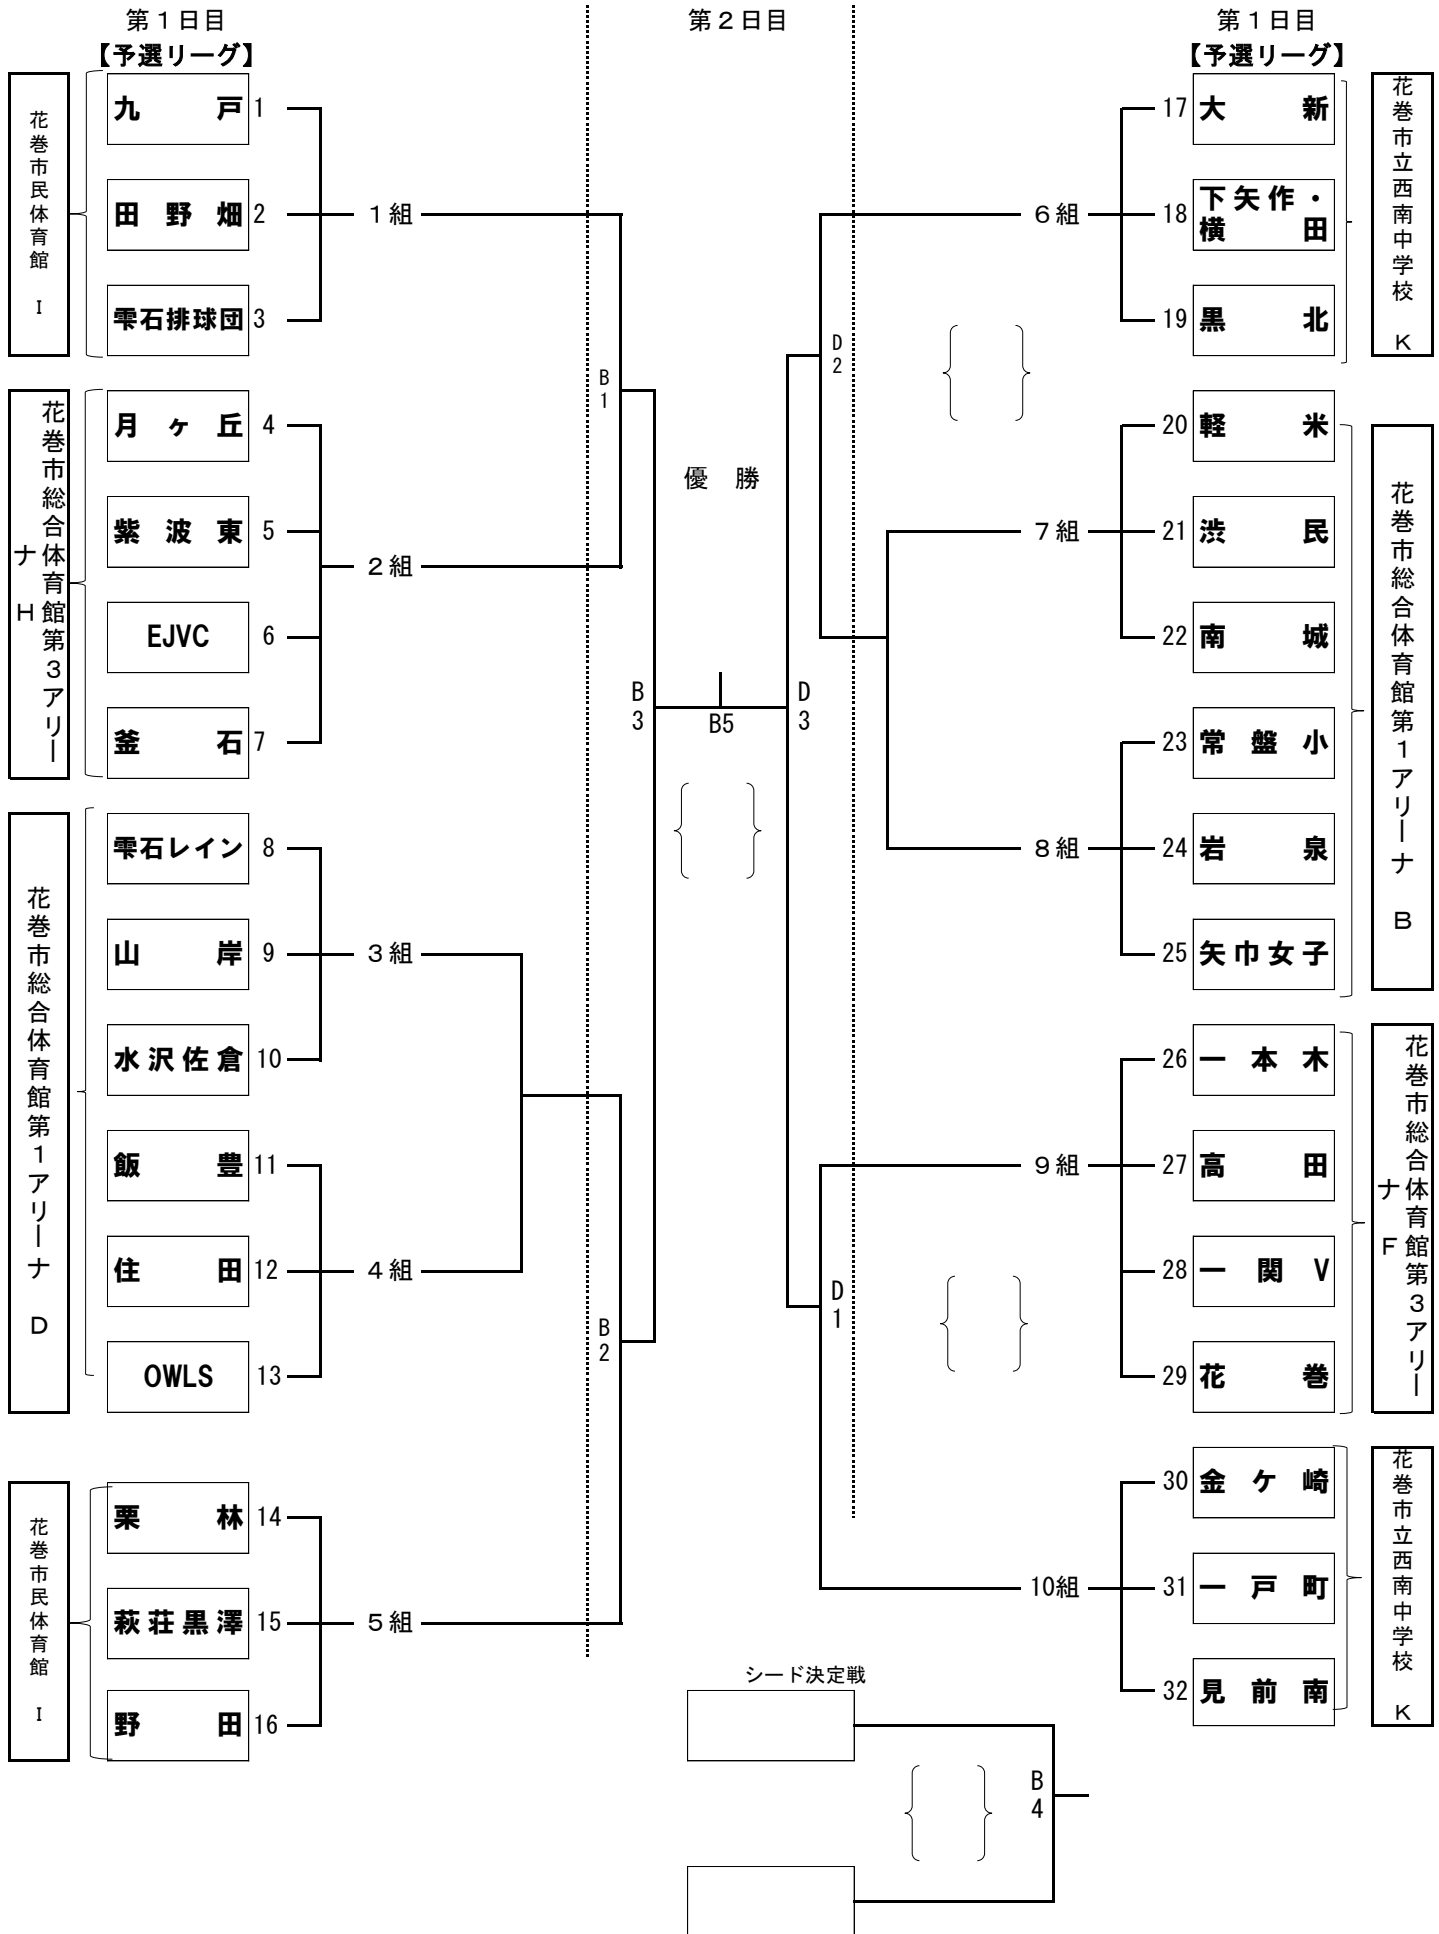 第１日目
【予選リーグ】
第２日目
第１日目
【予選リーグ】
花巻市民体育館　Ｉ
九戸 1
田野畑 2
雫石排球団 3
1組
花巻市総合体育館第３アリーナ　Ｈ
月ヶ丘 4
紫波東 5
EJVC 6
釜石 7
2組
花巻市総合体育館第１アリーナ　Ｄ
雫石レイン 8
山岸 9
水沢佐倉 10
3組
飯豊 11
住田 12
OWLS 13
4組
花巻市民体育館　Ｉ
栗林 14
萩荘黒澤 15
野田 16
5組
B1
B2
B3
優勝
B5
D3
D2
D1
6組
17 大新
18 下矢作・
横田
19 黒北
花巻市立西南中学校　Ｋ
7組
20 軽米
21 渋民
22 南城
8組
23 常盤小
24 岩泉
25 矢巾女子
花巻市総合体育館第１アリーナ　Ｂ
9組
26 一本木
27 高田
28 一関V
29 花巻
花巻市総合体育館第３アリーナ　Ｆ
10組
30 金ケ崎
31 一戸町
32 見前南
花巻市立西南中学校　Ｋ
シード決定戦
B4